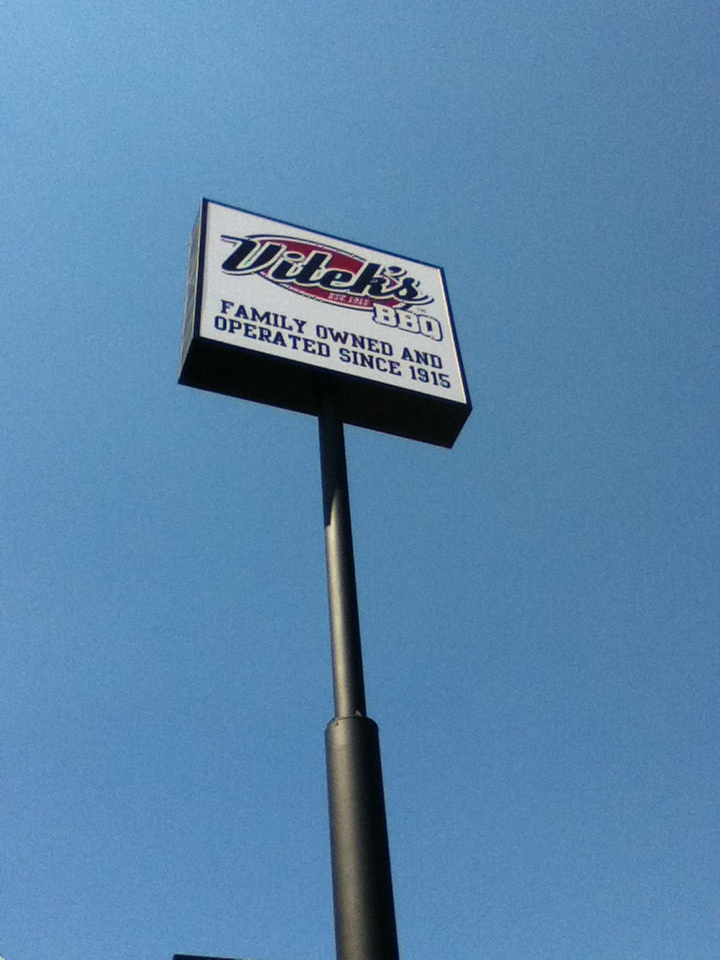 Vitek's
EST. 1915
BBQ
FAMILY OWNED AND
OPERATED SINCE 1915